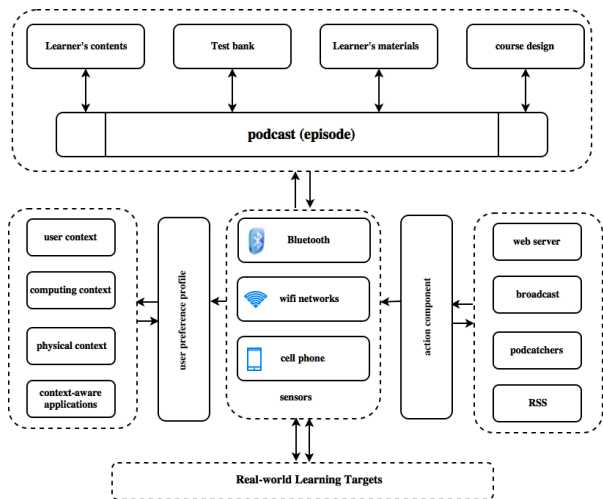 Learner's contents
Test bank
Learner's materials
course design
podcast (episode)
user context
computing context
physical context
context-aware
applications
user preference profile
Bluetooth
wifi networks
cell phone
sensors
action component
web server
broadcast
podcatchers
RSS
Real-world Learning Targets